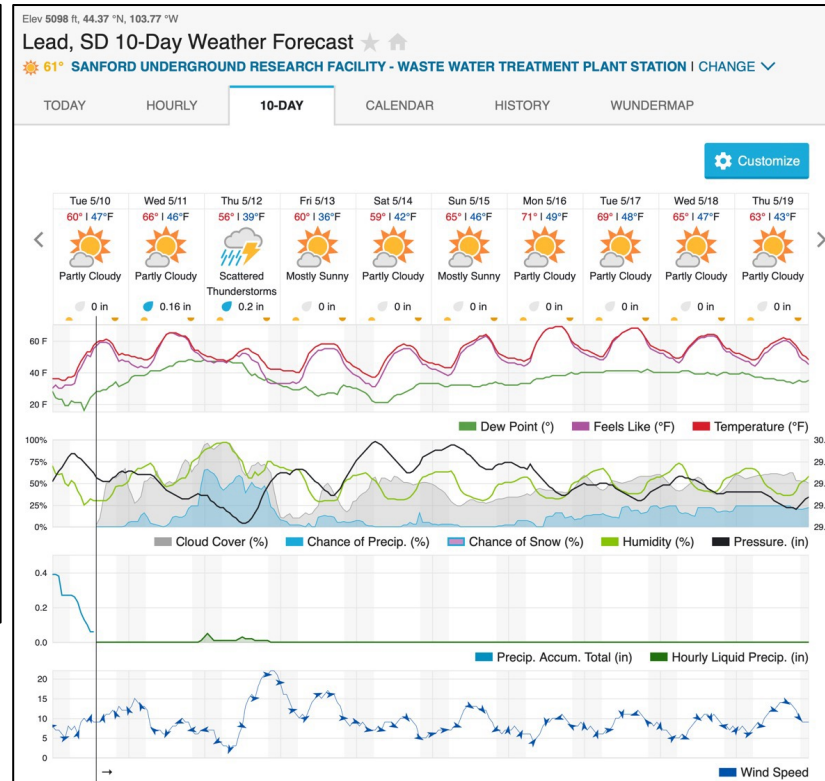 Elev 5098 ft, 44.37 °N, 103.77 °W
Lead, SD 10-Day Weather Forecast
61° SANFORD UNDERGROUND RESEARCH FACILITY - WASTE WATER TREATMENT PLANT STATION | CHANGE
TODAY HOURLY 10-DAY CALENDAR HISTORY WUNDERMAP
Customize
Tue 5/10 Wed 5/11 Thu 5/12 Fri 5/13 Sat 5/14 Sun 5/15 Mon 5/16 Tue 5/17 Wed 5/18 Thu 5/19
60° | 47°F 66° | 46°F 56° | 39°F 60° | 36°F 59° | 42°F 65° | 46°F 71° | 49°F 69° | 48°F 65° | 47°F 63° | 43°F
Partly Cloudy Partly Cloudy Scattered Thunderstorms Mostly Sunny Partly Cloudy Mostly Sunny Partly Cloudy Partly Cloudy Partly Cloudy Partly Cloudy
0 in 0.16 in 0.2 in 0 in 0 in 0 in 0 in 0 in 0 in 0 in
60 F
40 F
20 F
Dew Point (°) Feels Like (°F) Temperature (°F)
100% 30.
75% 29.
50% 29.
25% 29.
0% 29.
Cloud Cover (%) Chance of Precip. (%) Chance of Snow (%) Humidity (%) Pressure. (in)
0.4
0.2
0.0
Precip. Accum. Total (in) Hourly Liquid Precip. (in)
20
15
10
5
0
→
Wind Speed